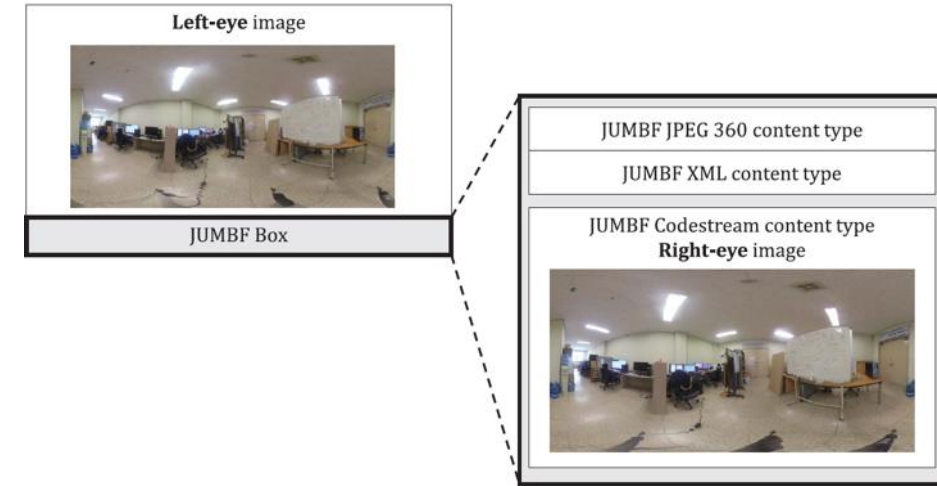 Left-eye image
JUMBF Box
JUMBF JPEG 360 content type
JUMBF XML content type
JUMBF Codestream content type
Right-eye image